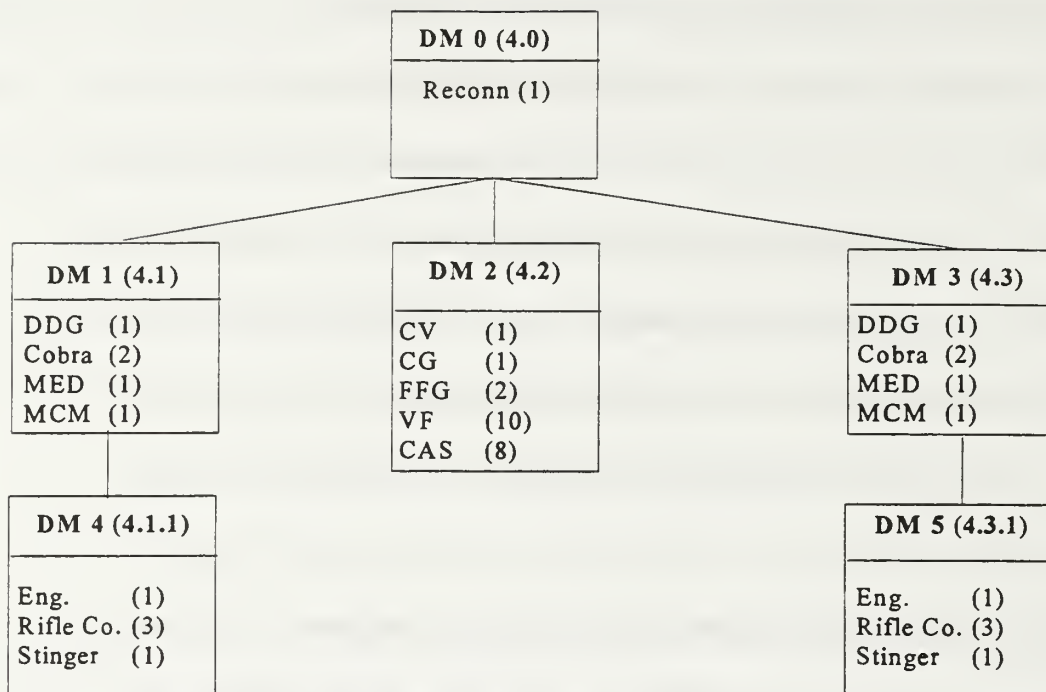 DM 0 (4.0)
Reconn (1)
DM 1 (4.1)
DDG (1)
Cobra (2)
MED (1)
MCM (1)
DM 2 (4.2)
CV (1)
CG (1)
FFG (2)
VF (10)
CAS (8)
DM 3 (4.3)
DDG (1)
Cobra (2)
MED (1)
MCM (1)
DM 4 (4.1.1)
Eng. (1)
Rifle Co. (3)
Stinger (1)
DM 5 (4.3.1)
Eng. (1)
Rifle Co. (3)
Stinger (1)